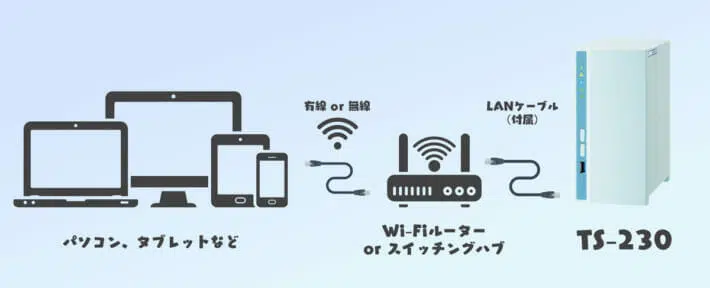 有線 or 無線
LANケーブル
(付属)
パソコン、タブレットなど
Wi-Fiルーター
or スイッチングハブ
TS-230